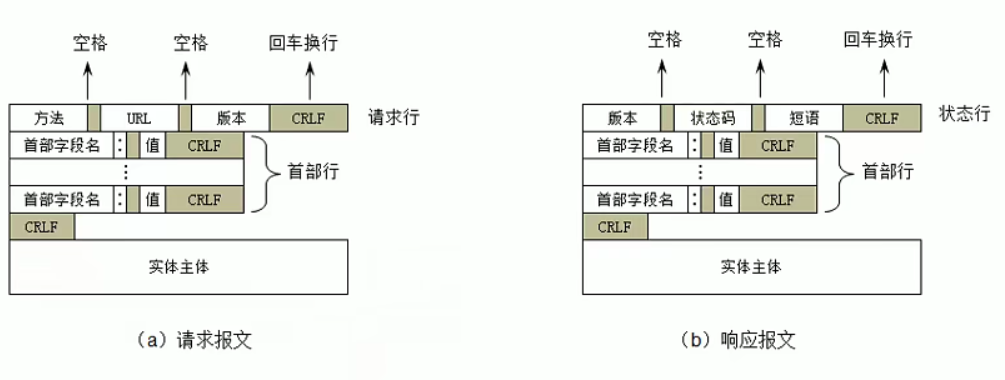 空格 空格 回车换行
方法 URL 版本 CRLF 请求行
首部字段名 : 值 CRLF
⋮ 首部行
首部字段名 : 值 CRLF
CRLF
实体主体
(a)请求报文
空格 空格 回车换行
版本 状态码 短语 CRLF 状态行
首部字段名 : 值 CRLF
⋮ 首部行
首部字段名 : 值 CRLF
CRLF
实体主体
(b)响应报文